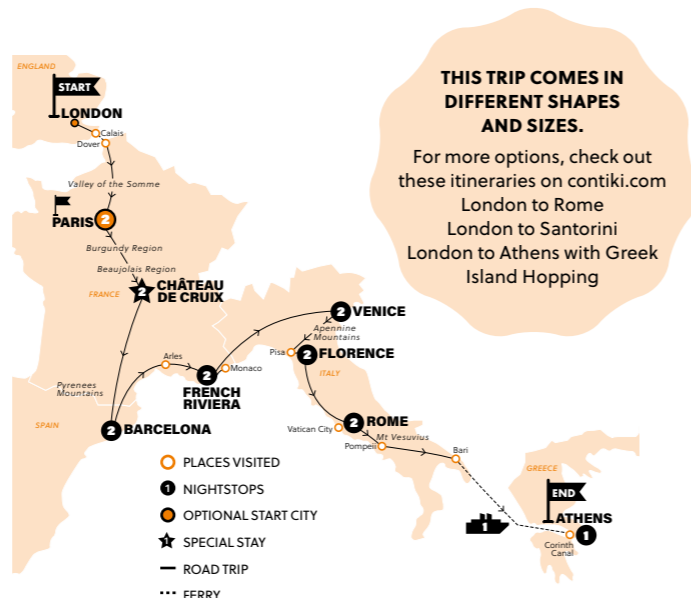 ENGLAND
START
LONDON
Calais
Dover
Valley of the Somme
PARIS 2
Burgundy Region
Beaujolais Region
2 CHÂTEAU
DE CRUIX
FRANCE
2 VENICE
Apennine
Mountains
Pisa 2 FLORENCE
Arles
Monaco
ITALY
2
FRENCH
RIVIERA
Pyrenees
Mountains
SPAIN
2 BARCELONA
2 ROME
Vatican City
Mt Vesuvius
Pompeii
Bari
GREECE
END
ATHENS
1
1
Corinth
Canal
PLACES VISITED
1 NIGHTSTOPS
OPTIONAL START CITY
1 SPECIAL STAY
ROAD TRIP
FERRY
THIS TRIP COMES IN
DIFFERENT SHAPES
AND SIZES.
For more options, check out
these itineraries on contiki.com
London to Rome
London to Santorini
London to Athens with Greek
Island Hopping